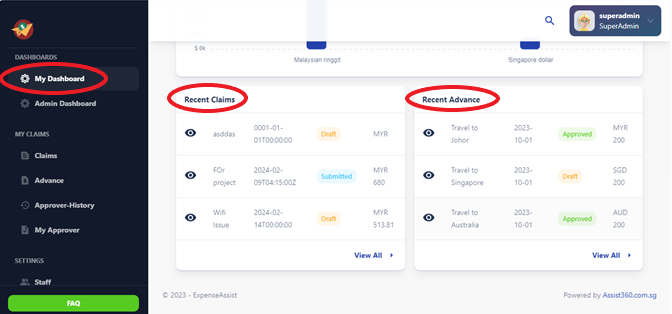 superadmin
SuperAdmin
DASHBOARDS
My Dashboard
Admin Dashboard
MY CLAIMS
Claims
Advance
Approver-History
My Approver
SETTINGS
Staff
FAQ
$ 0k
Malaysian ringgit
Singapore dollar
Recent Claims
asddas 0001-01-01T00:00:00 Draft MYR
FOr project 2024-02-09T04:15:00Z Submitted MYR 680
Wifi Issue 2024-02-14T00:00:00 Draft MYR 513.81
View All
Recent Advance
Travel to Johor 2023-10-01 Approved MYR 200
Travel to Singapore 2023-10-01 Draft SGD 200
Travel to Australia 2023-10-01 Approved AUD 200
View All
© 2023 - ExpenseAssist
Powered by Assist360.com.sg